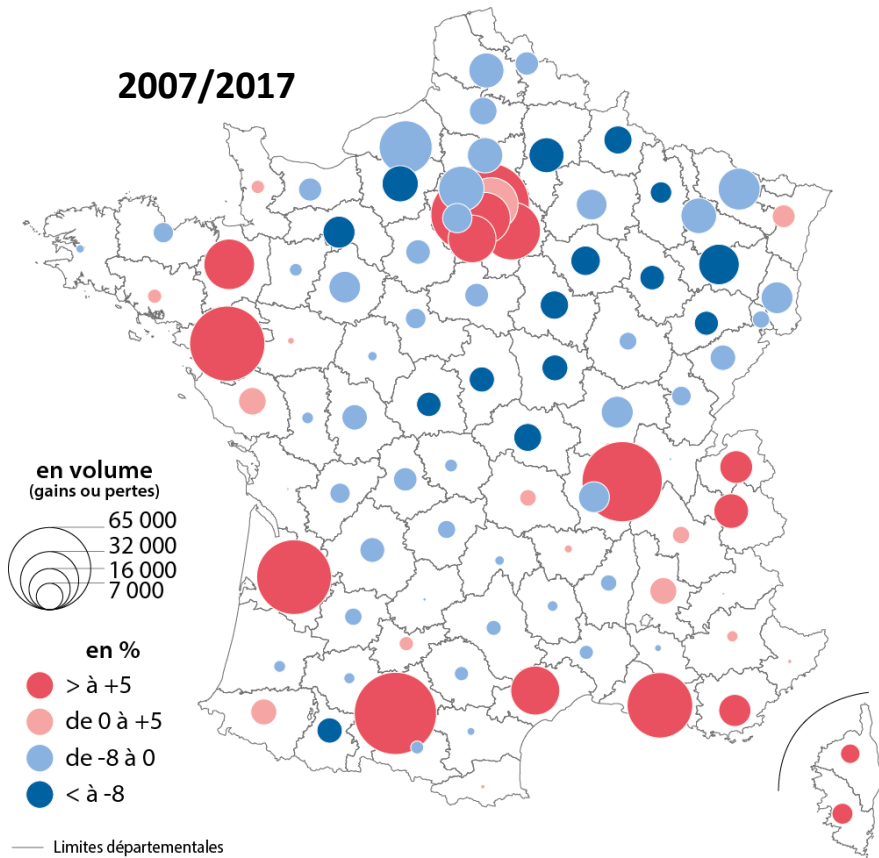 2007/2017
en volume
(gains ou pertes)
65 000
32 000
16 000
7 000
en %
> à +5
de 0 à +5
de -8 à 0
< à -8
Limites départementales